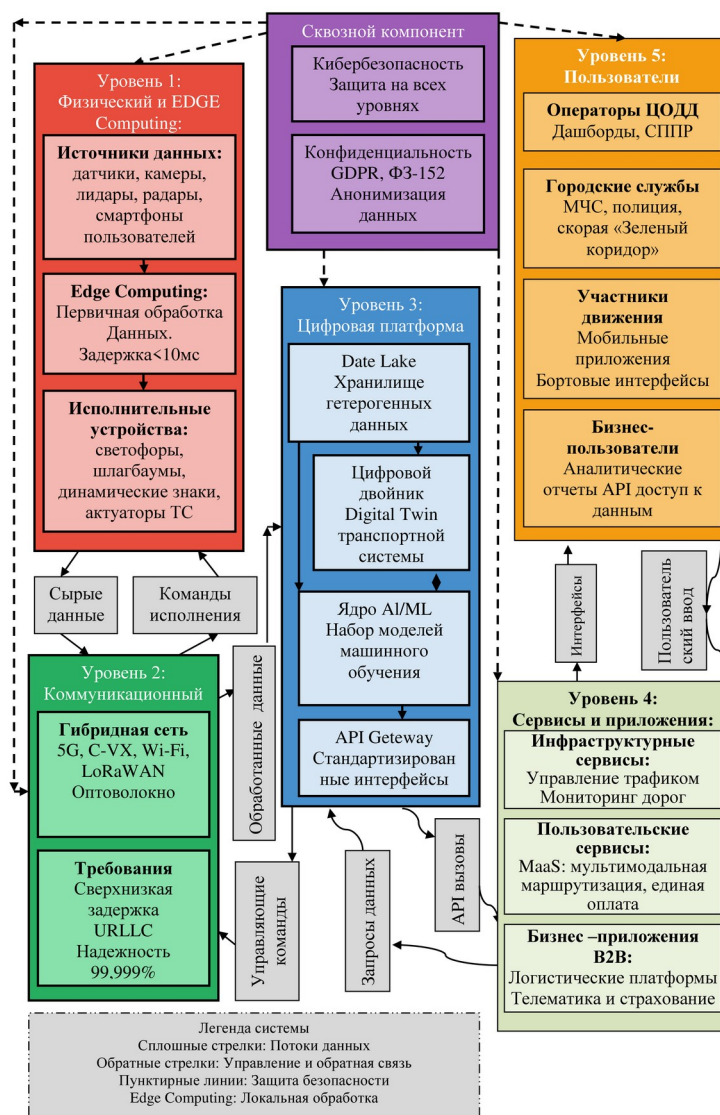 Сквозной компонент
Кибербезопасность
Защита на всех
уровнях
Конфиденциальность
GDPR, ФЗ-152
Анонимизация
данных
Уровень 1:
Физический и EDGE
Computing:
Источники данных:
датчики, камеры,
лидары, радары,
смартфоны
пользователей
Edge Computing:
Первичная обработка
Данных.
Задержка<10мс
Исполнительные
устройства:
светофоры,
шлагбаумы,
динамические знаки,
актуаторы ТС
Сырые
данные
Команды
исполнения
Уровень 2:
Коммуникационный
Гибридная сеть
5G, C-VX, Wi-Fi,
LoRaWAN
Оптоволокно
Требования
Сверхнизкая
задержка
URLLC
Надежность
99,999%
Обработанные данные
Управляющие
команды
Уровень 3:
Цифровая платформа
Date Lake
Хранилище
гетерогенных
данных
Цифровой
двойник
Digital Twin
транспортной
системы
Ядро AI/ML
Набор моделей
машинного
обучения
API Geteway
Стандартизирован
ные интерфейсы
Запросы данных
API вызовы
Уровень 5:
Пользователи
Операторы ЦОДД
Дашборды, СППР
Городские службы
МЧС, полиция,
скорая «Зеленый
коридор»
Участники
движения
Мобильные
приложения
Бортовые интерфейсы
Бизнес-
пользователи
Аналитические
отчеты API доступ к
данным
Интерфейсы
Пользователь
ский ввод
Уровень 4:
Сервисы и приложения:
Инфраструктурные
сервисы:
Управление трафиком
Мониторинг дорог
Пользовательские
сервисы:
MaaS: мультимодальная
маршрутизация, единая
оплата
Бизнес –приложения
B2B:
Логистические платформы
Телематика и страхование
Легенда системы
Сплошные стрелки: Потоки данных
Обратные стрелки: Управление и обратная связь
Пунктирные линии: Защита безопасности
Edge Computing: Локальная обработка